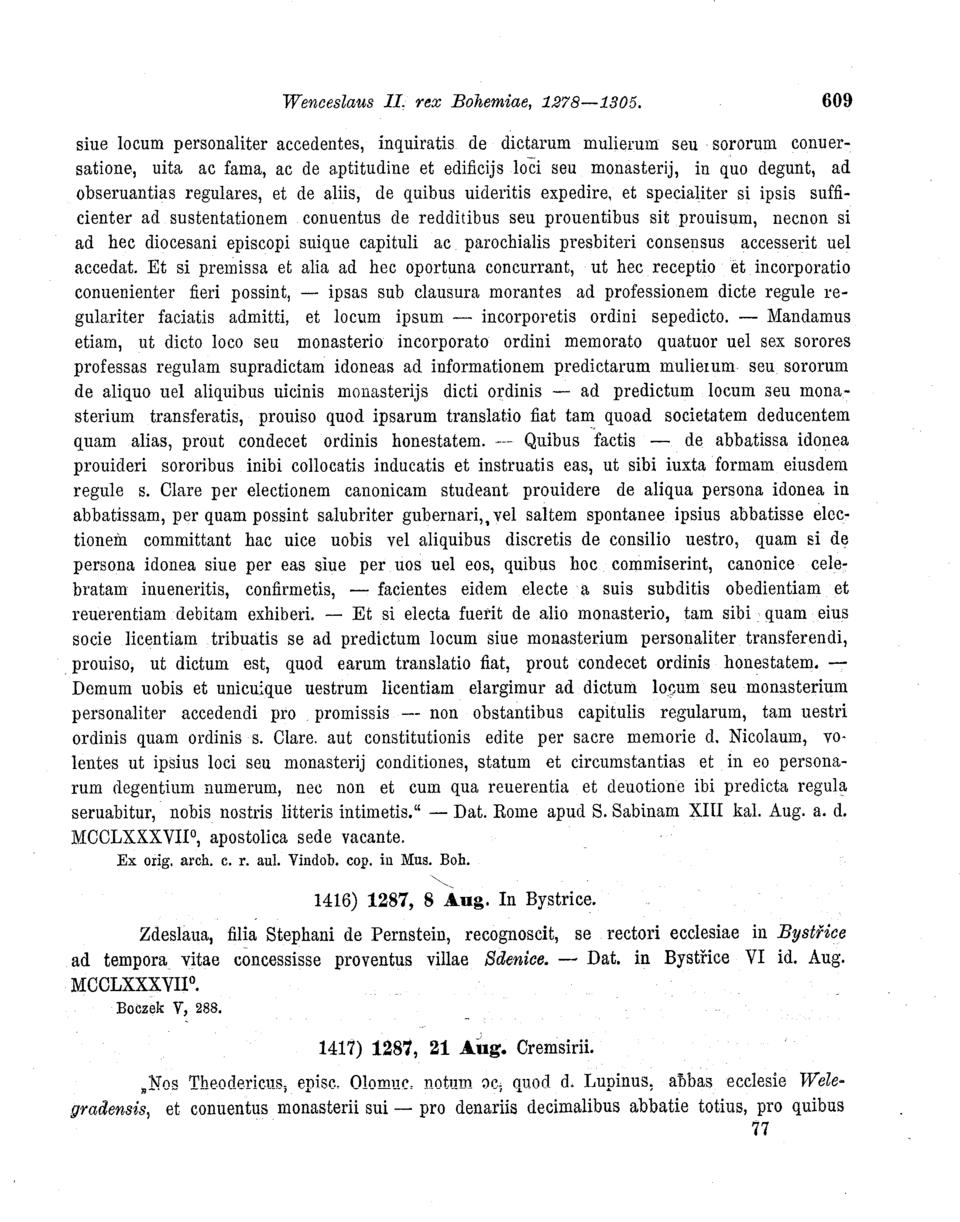 Wenceslaus II. rex Bohemiae, 1278—1305. 609
siue locum personaliter accedentes, inquiratis de dictarum mulierum seu sororum conuer-
satione, uita ac fama, ac de aptitudine et edificijs loci seu monasterij, in quo degunt, ad
obseruantias regulares, et de aliis, de quibus uideritis expedire, et specialiter si ipsis suffi-
cienter ad sustentationem conuentus de redditibus seu prouentibus sit prouisum, necnon si
ad hec diocesani episcopi suique capituli ac parochialis presbiteri consensus accesserit uel
accedat. Et si premissa et alia ad hec oportuna concurrant, ut hec receptio et incorporatio
conuenienter fieri possint, — ipsas sub clausura morantes ad professionem dicte regule re-
gulariter faciatis admitti, et locum ipsum — incorporetis ordini sepedicto. — Mandamus
etiam, ut dicto loco seu monasterio incorporato ordini memorato quatuor uel sex sorores
professas regulam supradictam idoneas ad informationem predictarum mulierum seu sororum
de aliquo uel aliquibus uicinis monasterijs dicti ordinis — ad predictum locum seu mona-
sterium transferatis, prouiso quod ipsarum translatio fiat tam quoad societatem deducentem
quam alias, prout condecet ordinis honestatem. — Quibus factis — de abbatissa idonea
prouideri sororibus inibi collocatis inducatis et instruatis eas, ut sibi iuxta formam eiusdem
regule s. Clare per electionem canonicam studeant prouidere de aliqua persona idonea in
abbatissam, per quam possint salubriter gubernari, vel saltem spontanee ipsius abbatisse elec-
tionem committant hac uice uobis vel aliquibus discretis de consilio uestro, quam si de
persona idonea siue per eas siue per uos uel eos, quibus hoc commiserint, canonice cele-
bratam inueneritis, confirmetis, — facientes eidem electe a suis subditis obedientiam et
reuerentiam debitam exhiberi. — Et si electa fuerit de alio monasterio, tam sibi quam eius
socie licentiam tribuatis se ad predictum locum siue monasterium personaliter transferendi,
prouiso, ut dictum est, quod earum translatio fiat, prout condecet ordinis honestatem. —
Demum uobis et unicuique uestrum licentiam elargimur ad dictum locum seu monasterium
personaliter accedendi pro promissis — non obstantibus capitulis regularum, tam uestri
ordinis quam ordinis s. Clare. aut constitutionis edite per sacre memorie d. Nicolaum, vo-
lentes ut ipsius loci seu monasterij conditiones, statum et circumstantias et in eo persona-
rum degentium numerum, nec non et cum qua reuerentia et deuotione ibi predicta regula
seruabitur, nobis nostris litteris intimetis.“ — Dat. Rome apud S. Sabinam XIII kal. Aug. a. d.
MCCLXXXVII⁰, apostolica sede vacante.
Ex orig. arch. c. r. aul. Vindob. cop. in Mus. Boh.
1416) 1287, 8 Aug. In Bystrice.
Zdeslaua, filia Stephani de Pernstein, recognoscit, se rectori ecclesiae in Bystřice
ad tempora vitae concessisse proventus villae Sdenice. — Dat. in Bystřice VI id. Aug.
MCCLXXXVII⁰.
Boczek V, 288.
1417) 1287, 21 Aug. Cremsirii.
„Nos Theodericus, episc. Olomuc. notum ɔc, quod d. Lupinus, abbas ecclesie Wele-
gradensis, et conuentus monasterii sui — pro denariis decimalibus abbatie totius, pro quibus
77